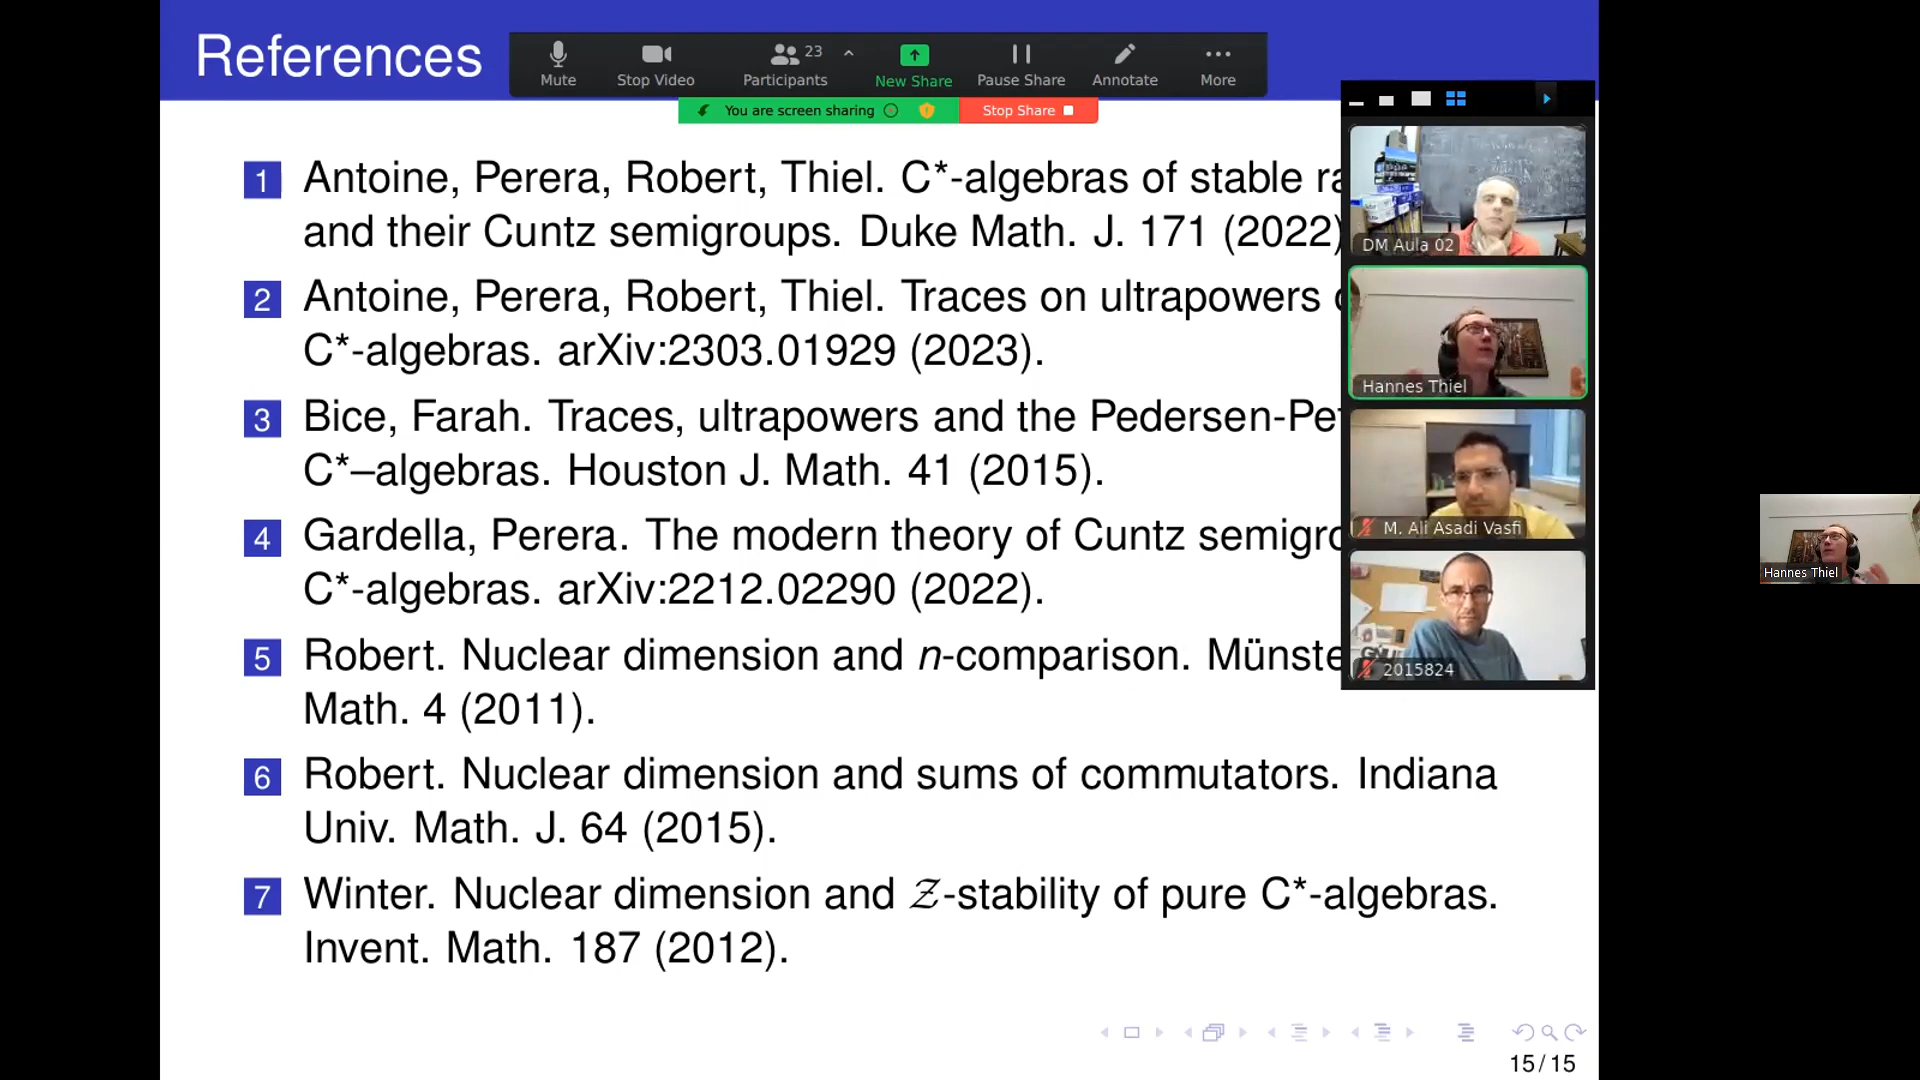 References
Mute
Stop Video
23
Participants
New Share
Pause Share
Annotate
More
You are screen sharing
Stop Share
1 Antoine, Perera, Robert, Thiel. C*-algebras of stable
and their Cuntz semigroups. Duke Math. J. 171 (2022)
2 Antoine, Perera, Robert, Thiel. Traces on ultrapowers
C*-algebras. arXiv:2303.01929 (2023).
3 Bice, Farah. Traces, ultrapowers and the
C*–algebras. Houston J. Math. 41 (2015).
4 Gardella, Perera. The modern theory of Cuntz
C*-algebras. arXiv:2212.02290 (2022).
5 Robert. Nuclear dimension and n-comparison.
Math. 4 (2011).
6 Robert. Nuclear dimension and sums of commutators. Indiana
Univ. Math. J. 64 (2015).
7 Winter. Nuclear dimension and 𝒵-stability of pure C*-algebras.
Invent. Math. 187 (2012).
15/15
DM Aula 02
Hannes Thiel
M. Ali Asadi Vasfi
2015824
Hannes Thiel